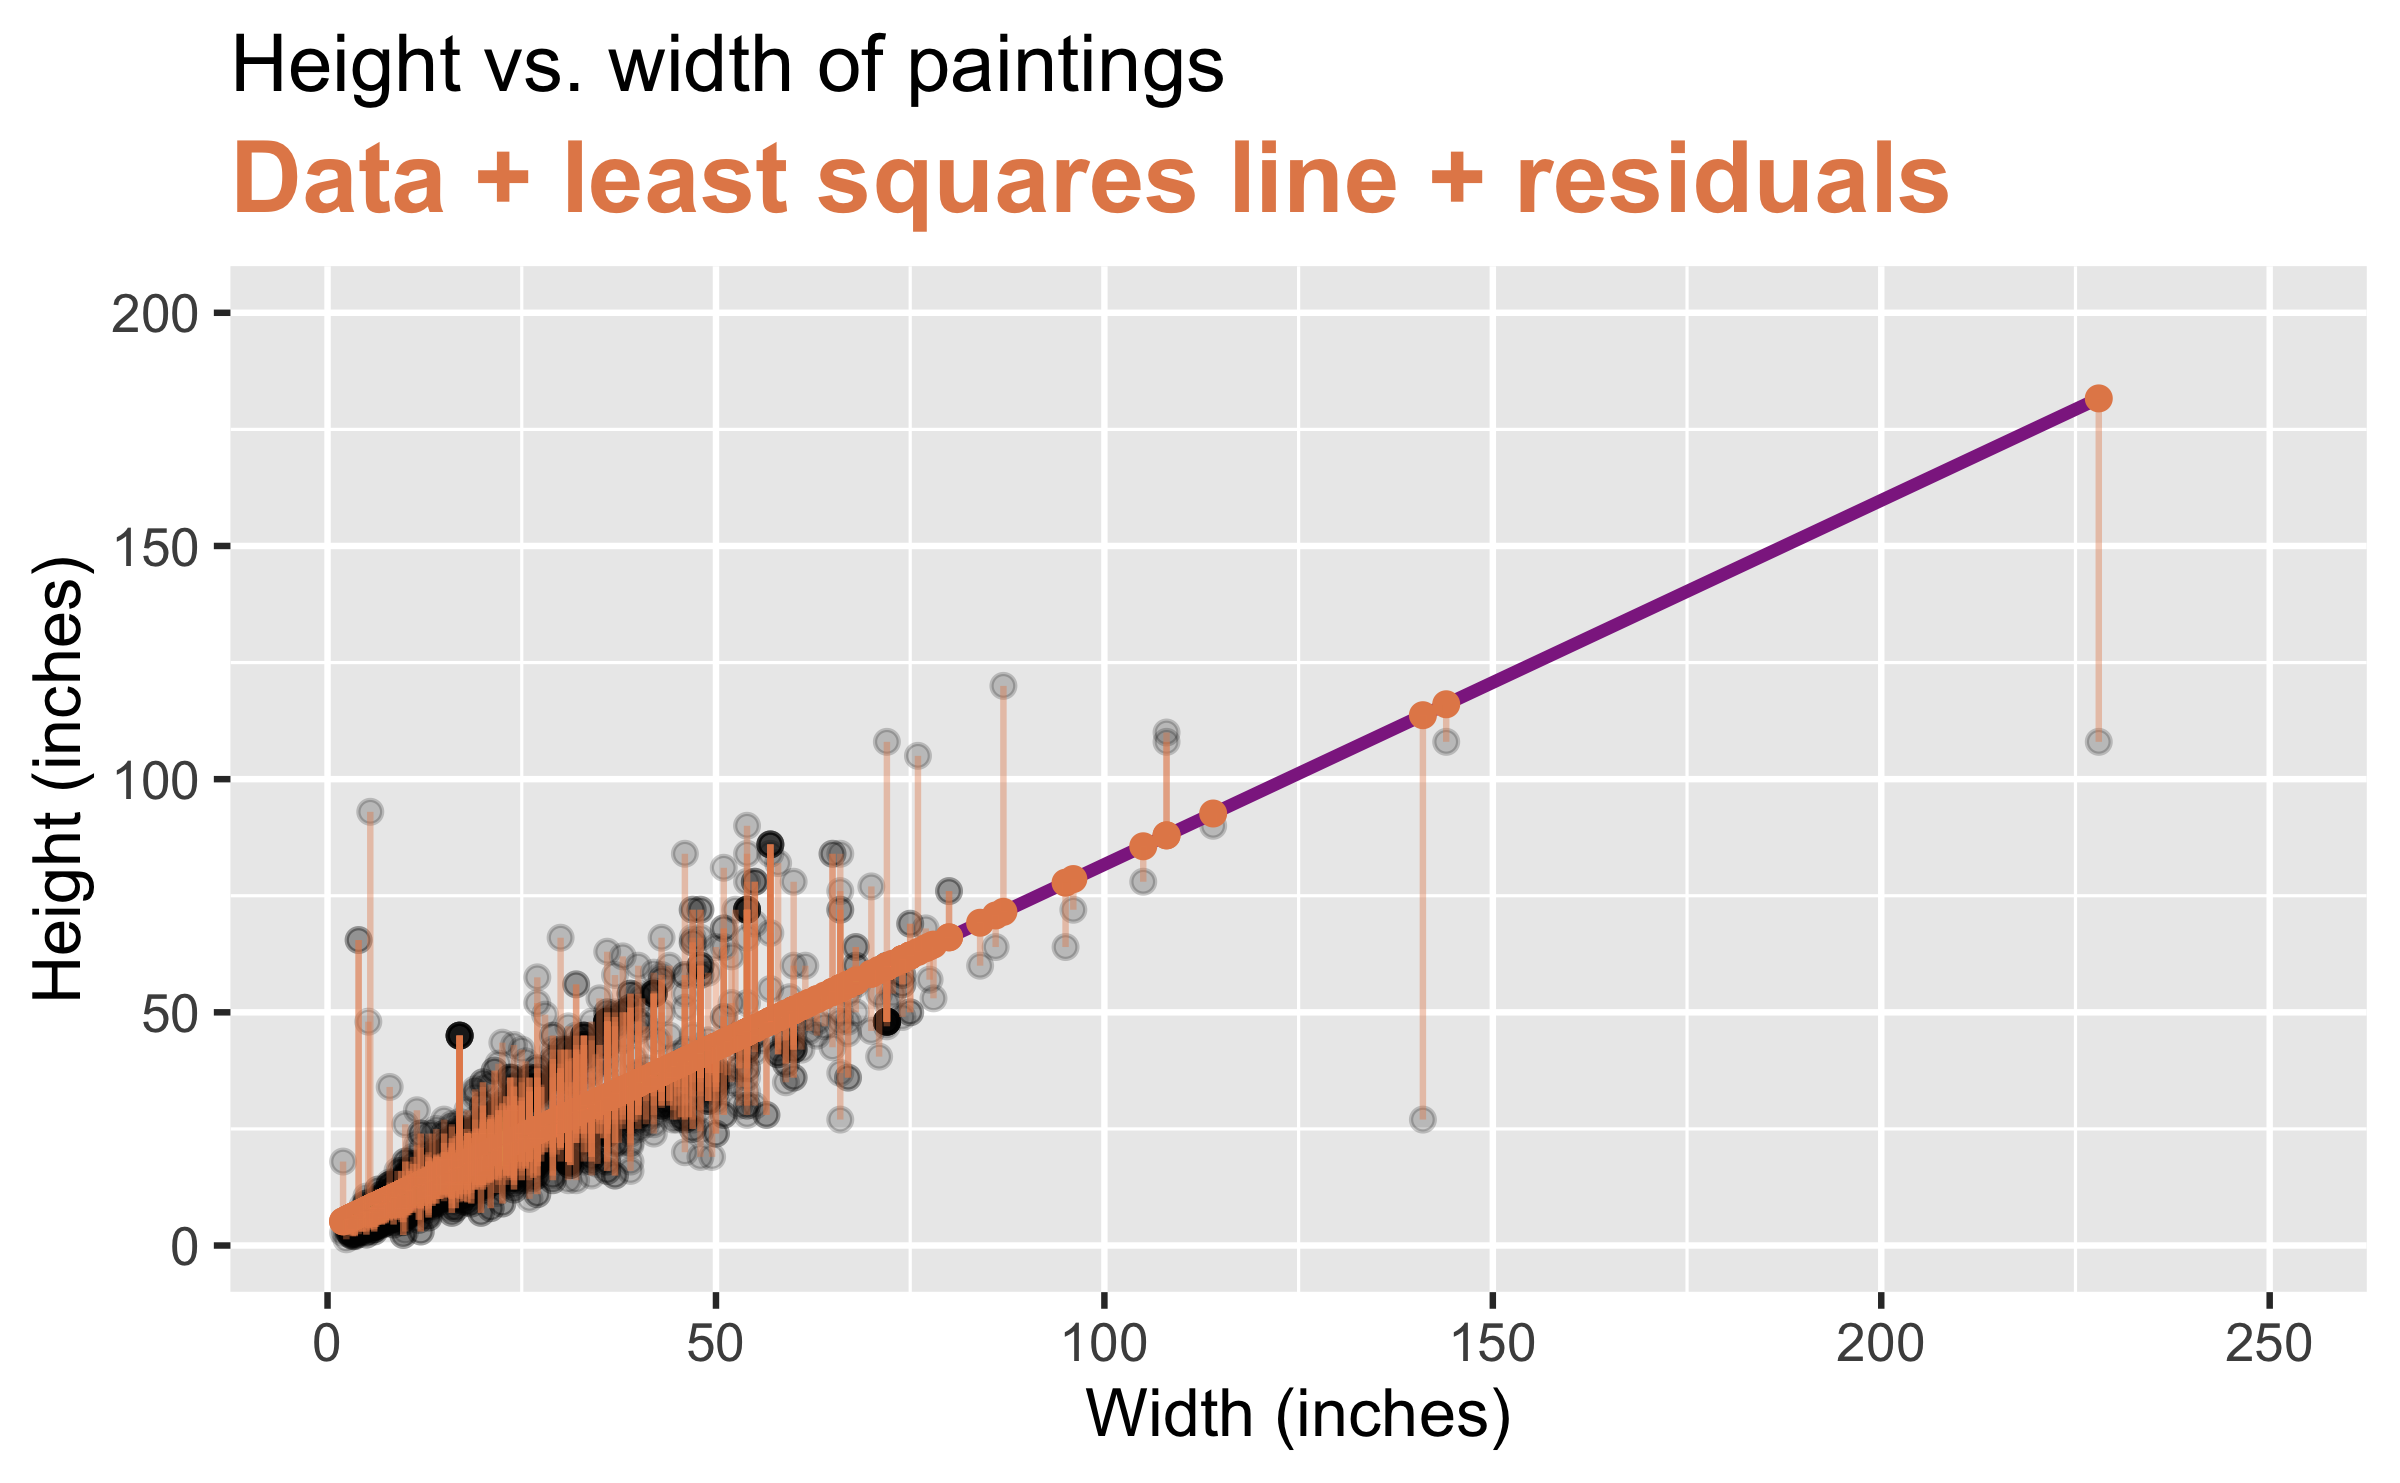 Height vs. width of paintings
Data + least squares line + residuals
200
150
100
50
0
Height (inches)
0 50 100 150 200 250
Width (inches)